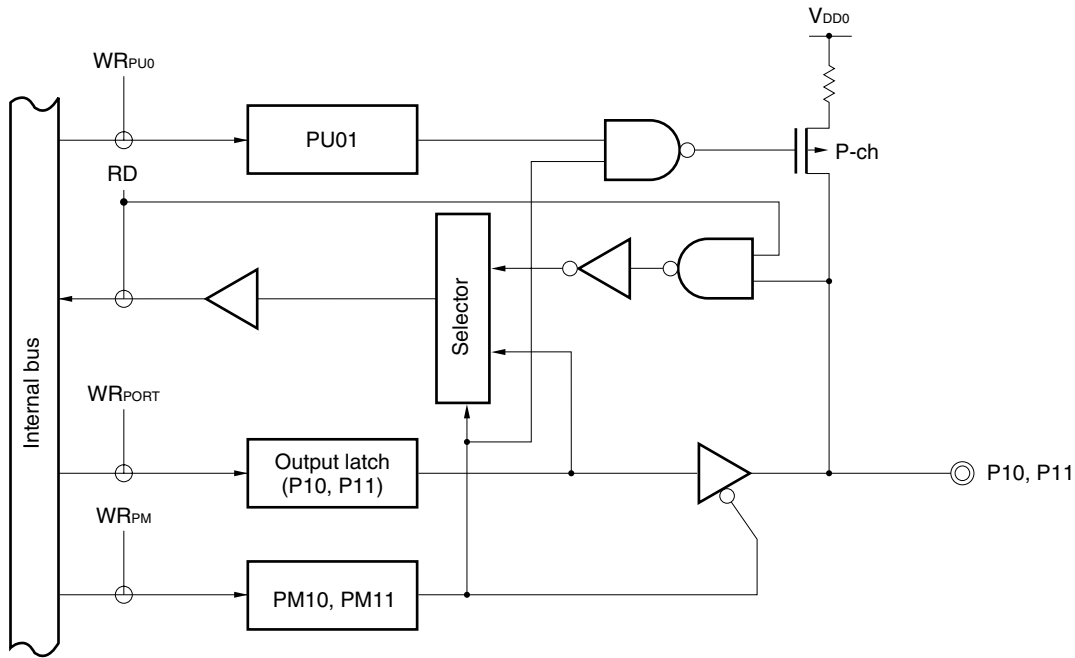 VDD0
WRPU0
PU01
P-ch
RD
Selector
Internal bus
WRPORT
Output latch
(P10, P11)
P10, P11
WRPM
PM10, PM11